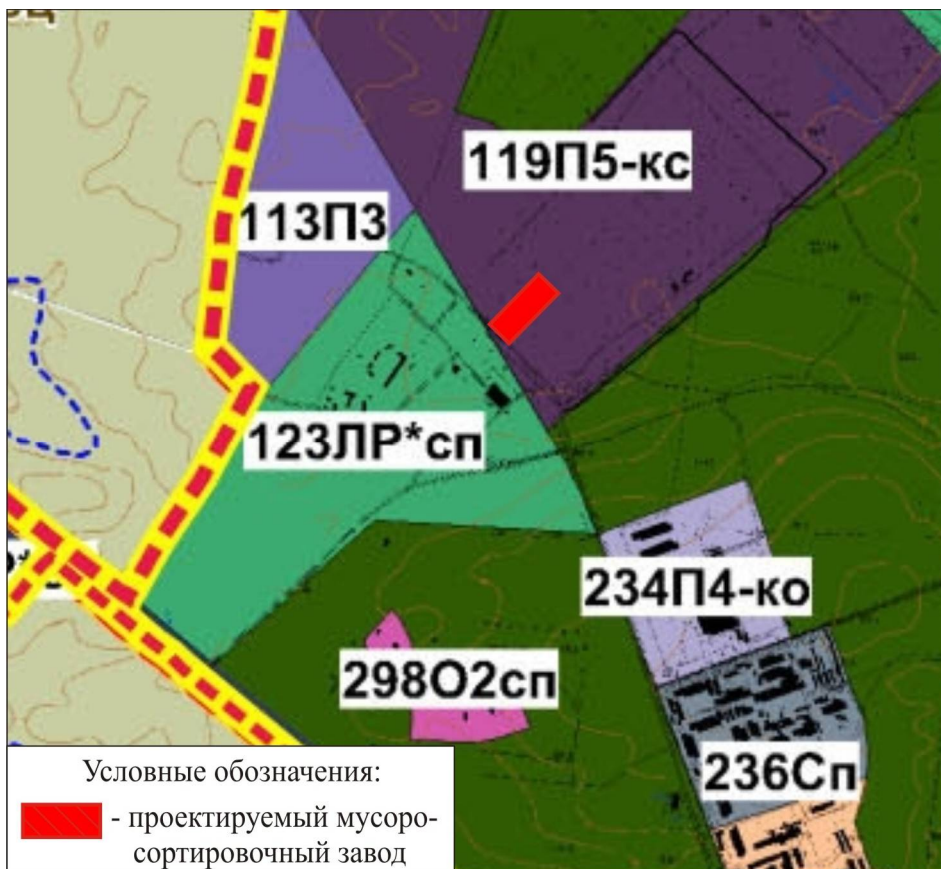 119П5-кс
113П3
123ЛР*сп
234П4-ко
298О2сп
236Сп
Условные обозначения:
- проектируемый мусоро-
сортировочный завод